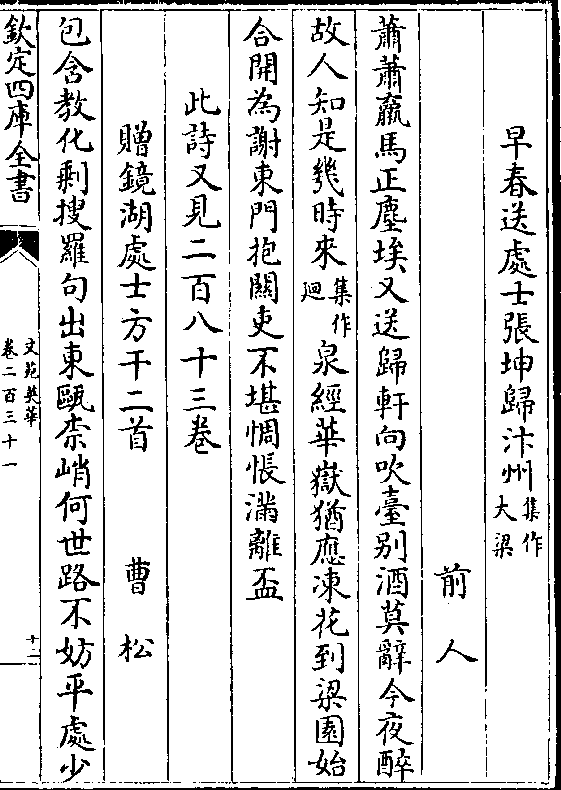 早春送處士張坤歸汴州集作大梁
前人
蕭蕭羸馬正塵埃又送歸軒向吹臺别酒莫辭今夜醉
故人知是幾時來集作廻泉經華嶽猶應凍花到梁園始
合開為謝東門抱關吏不堪惆悵滿離盃
此詩又見二百八十三卷
贈鏡湖處士方干二首 曹松
包含教化剩搜羅句出東甌柰峭何世路不妨平處少
欽定四庫全書
文苑英華
卷二百三十一
十二